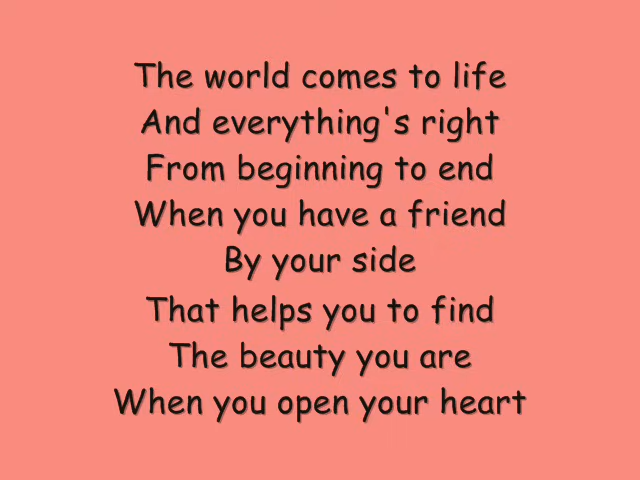 The world comes to life
And everything's right
From beginning to end
When you have a friend
By your side
That helps you to find
The beauty you are
When you open your heart